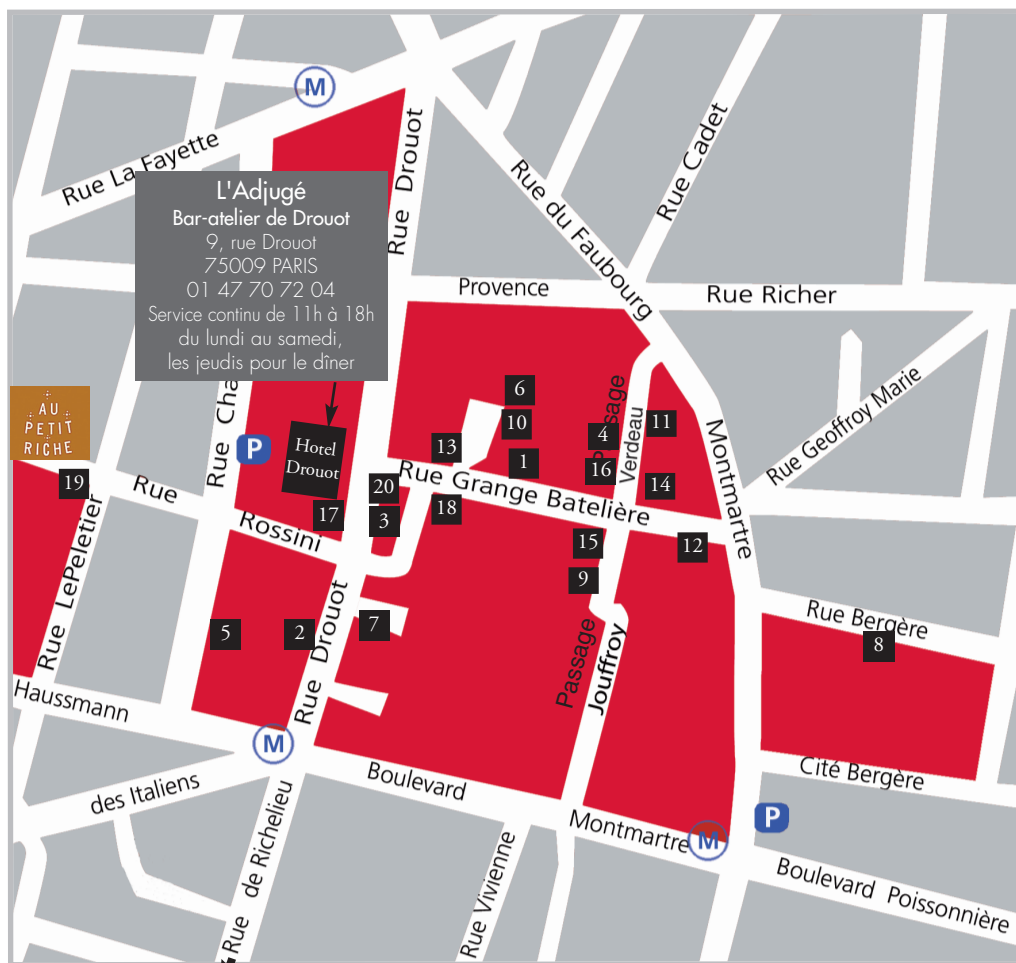 M
Rue La Fayette
Rue Drouot
Rue du Faubourg
Montmartre
Rue Cadet
L'Adjugé
Bar-atelier de Drouot
9, rue Drouot
75009 PARIS
01 47 70 72 04
Service continu de 11h à 18h
du lundi au samedi,
les jeudis pour le dîner
Provence
Rue Richer
Rue Geoffroy Marie
AU
PETIT
RICHE
Rue Cha
P
Hotel
Drouot
6
10
1
13
4
16
11
14
Passage
Verdeau
Rue Grange Batelière
19
Rue
Rossini
17
20
3
18
15
9
12
Rue LePeletier
5
2
7
Rue Drouot
Passage
Jouffroy
Rue Bergère
8
Cité Bergère
Haussmann
M
des Italiens
Rue de Richelieu
Boulevard
Montmartre
M
P
Rue Vivienne
Boulevard Poissonnière